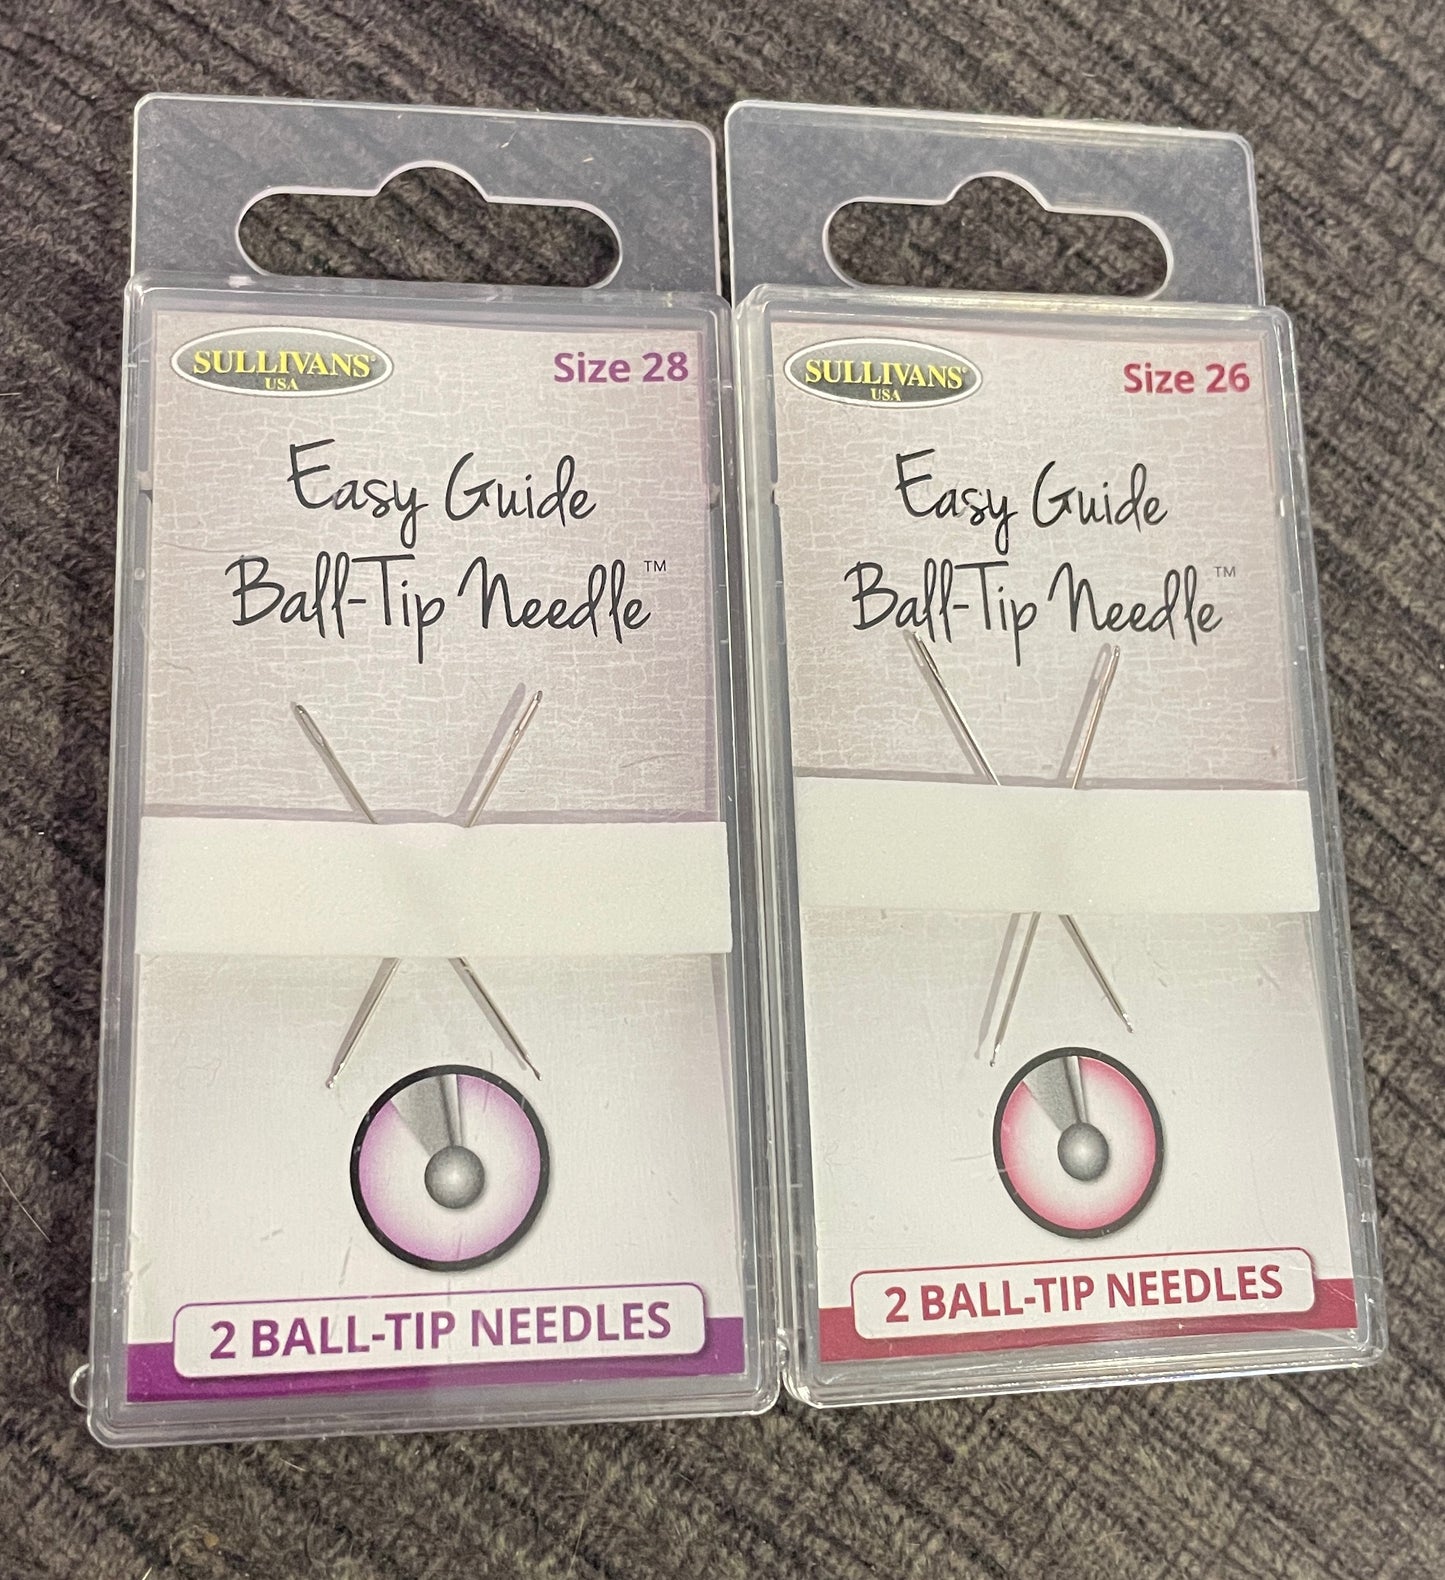 SULLIVANS®
USA
Size 28
Easy Guide
Ball-Tip Needle™
2 BALL-TIP NEEDLES
SULLIVANS®
USA
Size 26
Easy Guide
Ball-Tip Needle™
2 BALL-TIP NEEDLES